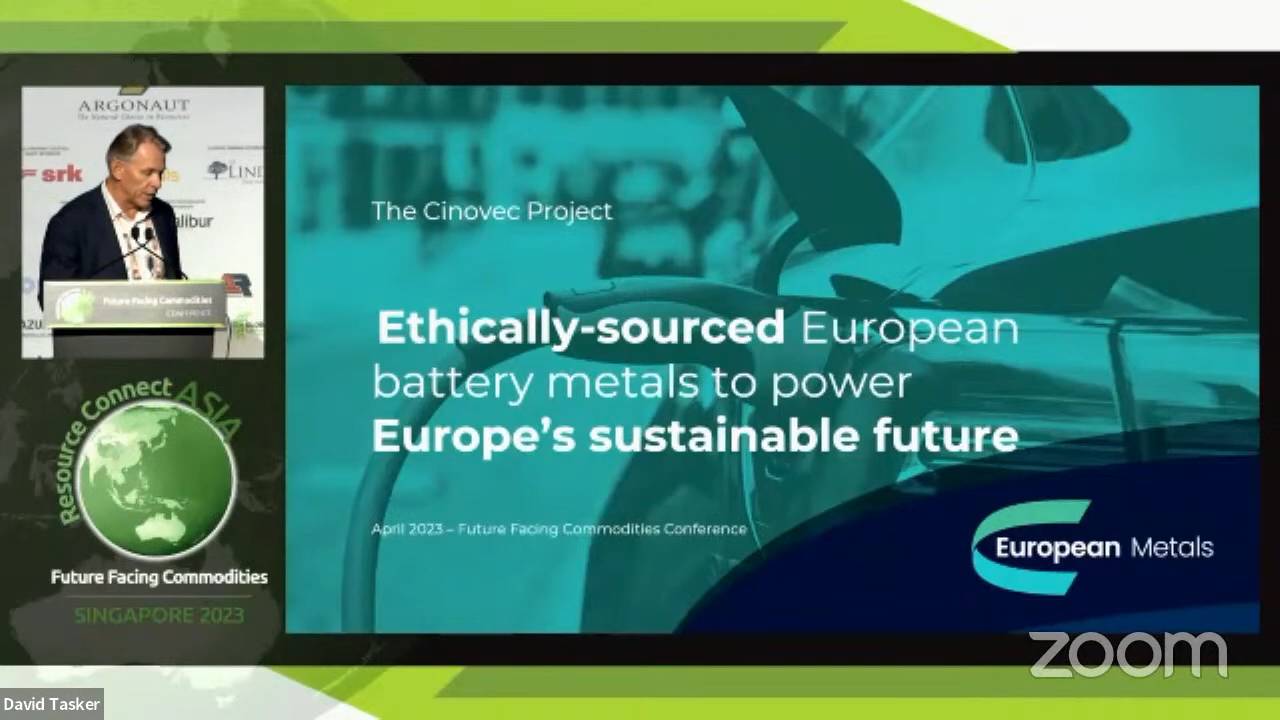 ARGONAUT
srk
LIND
alibur
Future Facing Commodities
CONFERENCE
Resource Connect ASIA
Future Facing Commodities
SINGAPORE 2023
The Cinovec Project
Ethically-sourced European
battery metals to power
Europe's sustainable future
April 2023 – Future Facing Commodities Conference
European Metals
zoom
David Tasker